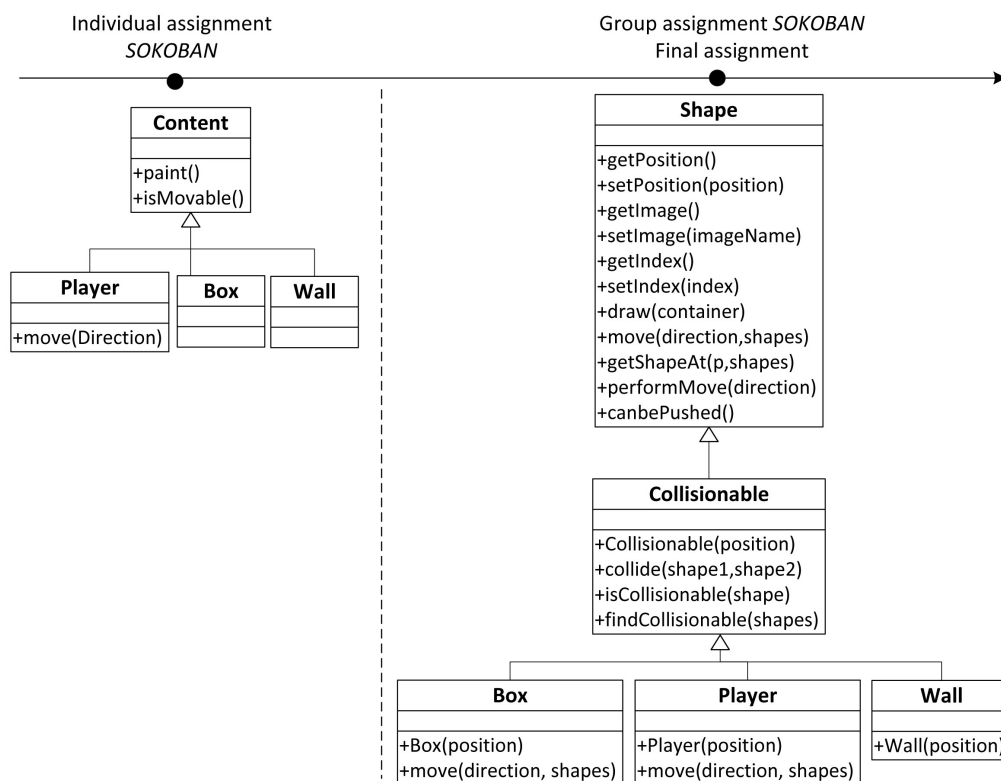 Individual assignment
SOKOBAN
Group assignment SOKOBAN
Final assignment
Content
+paint()
+isMovable()
Player
+move(Direction)
Box
Wall
Shape
+getPosition()
+setPosition(position)
+getImage()
+setImage(imageName)
+getIndex()
+setIndex(index)
+draw(container)
+move(direction,shapes)
+getShapeAt(p,shapes)
+performMove(direction)
+canbePushed()
Collisionable
+Collisionable(position)
+collide(shape1,shape2)
+isCollisionable(shape)
+findCollisionable(shapes)
Box
+Box(position)
+move(direction, shapes)
Player
+Player(position)
+move(direction, shapes)
Wall
+Wall(position)